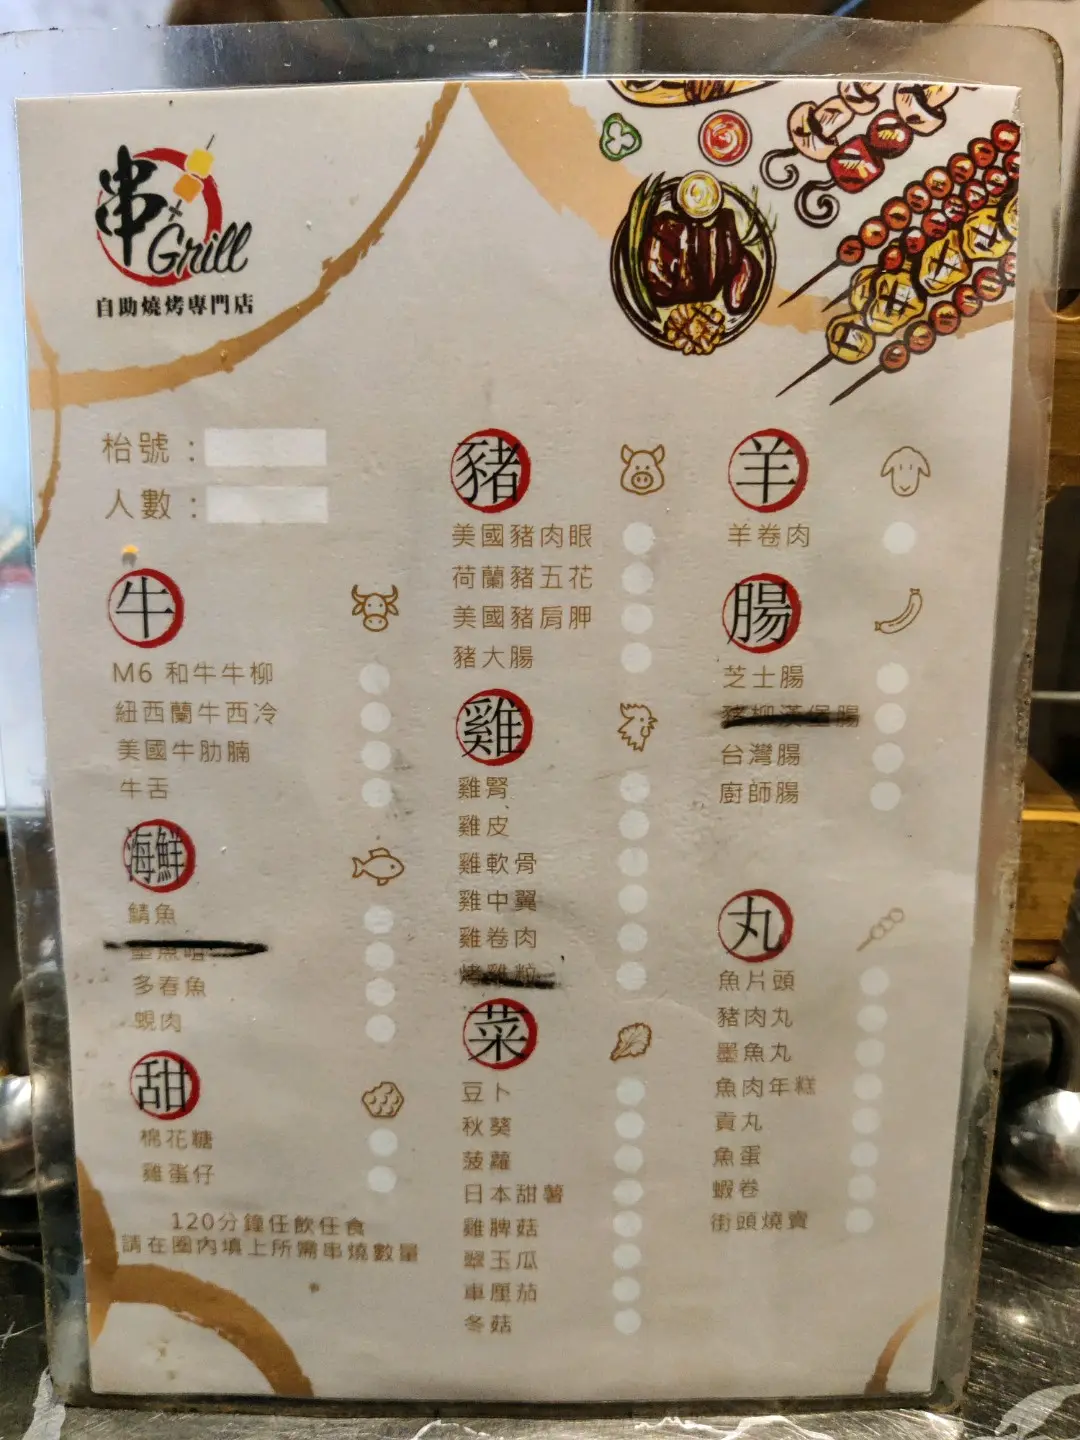 串
Grill
自助燒烤專門店
枱號：
人數：
牛
M6 和牛牛柳
紐西蘭牛西冷
美國牛肋腩
牛舌
海鮮
鯖魚
多春魚
蜆肉
甜
棉花糖
雞蛋仔
120分鐘任飲任食
請在圈內填上所需串燒數量
豬
美國豬肉眼
荷蘭豬五花
美國豬肩胛
豬大腸
雞
雞腎
雞皮
雞軟骨
雞中翼
雞卷肉
烤雞粒
菜
豆卜
秋葵
菠蘿
日本甜薯
雞脾菇
翠玉瓜
車厘茄
冬菇
羊
羊卷肉
腸
芝士腸
腸
台灣腸
廚師腸
丸
魚片頭
豬肉丸
墨魚丸
魚肉年糕
貢丸
魚蛋
蝦卷
街頭燒賣